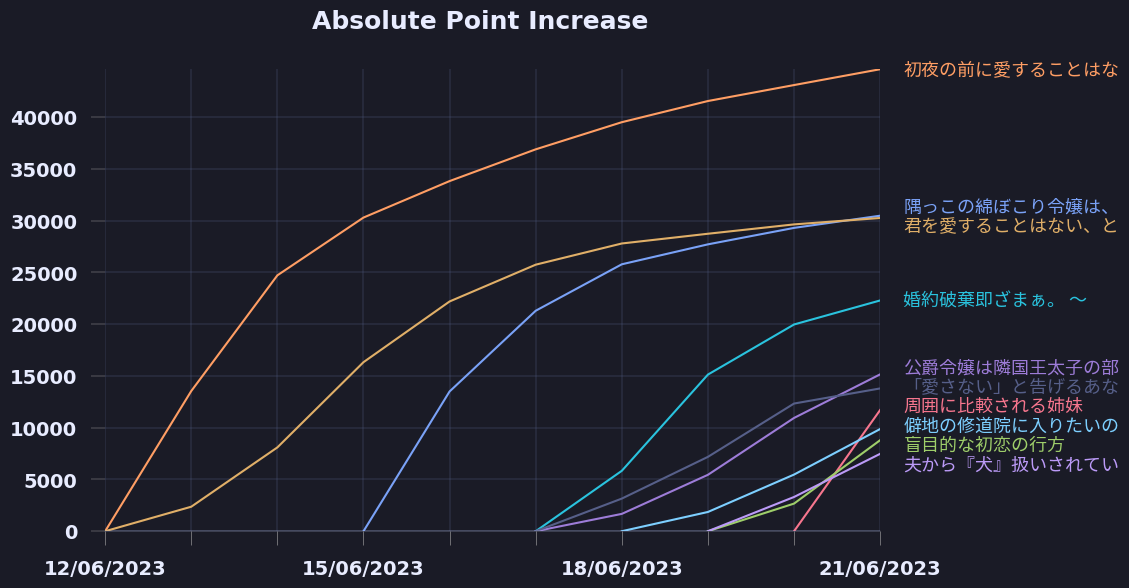 Absolute Point Increase
初夜の前に愛することはな
40000
35000
隅っこの綿ぼこり令嬢は、
30000
君を愛することはない、と
25000
婚約破棄即ざまぁ。 〜
20000
公爵令嬢は隣国王太子の部
15000
「愛さない」と告げるあな
周囲に比較される姉妹
10000
僻地の修道院に入りたいの
盲目的な初恋の行方
5000
夫から『犬』扱いされてい
0
12/06/2023
15/06/2023
18/06/2023
21/06/2023